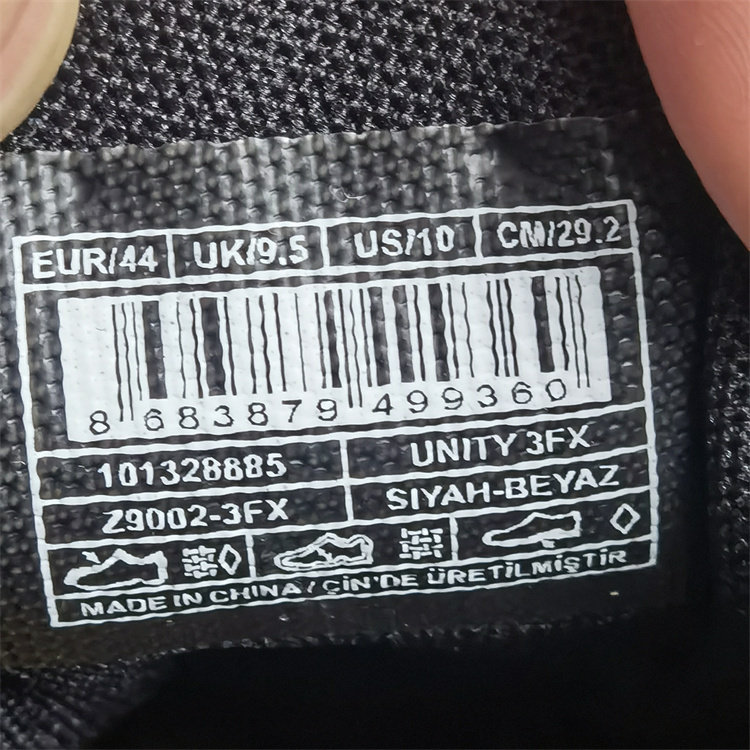 EUR/44 UK/9.5 US/10 CM/29.2
8 683879 499360
101328885 UNITY 3FX
Z9002-3FX SIYAH-BEYAZ
MADE IN CHINA / ÇİN'DE ÜRETİLMİŞTİR